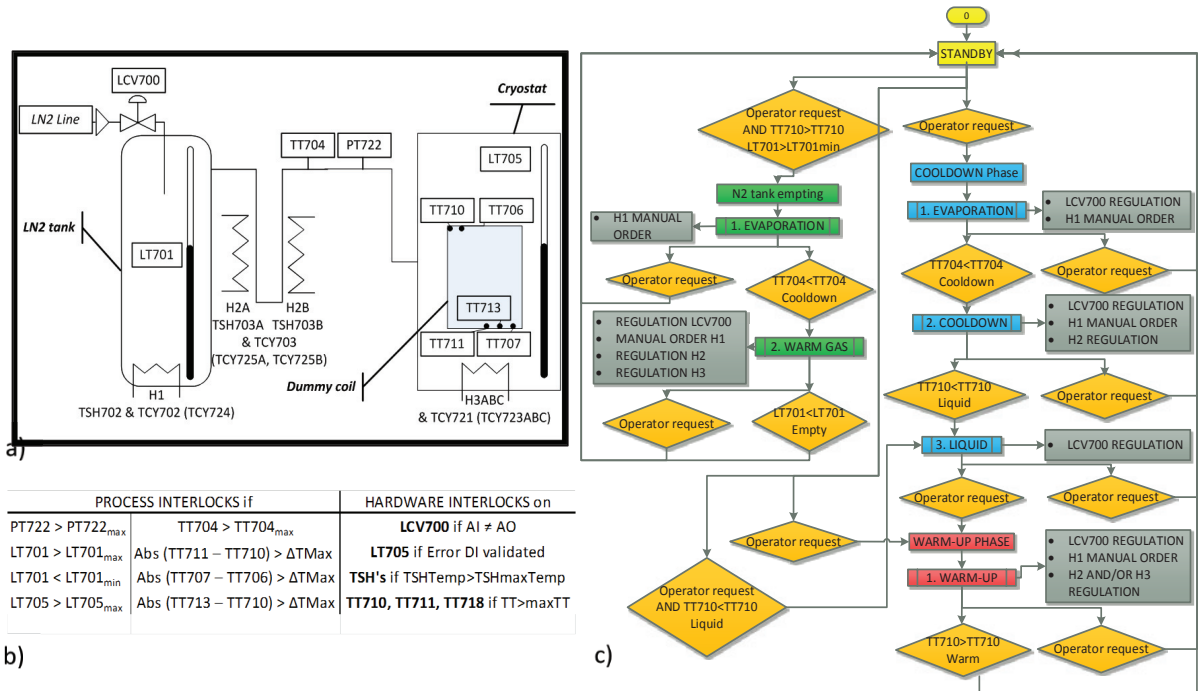 LCV700
LN2 Line
Cryostat
TT704
PT722
LT705
TT710
TT706
LN2 tank
LT701
TT713
H2A
H2B
TSH703A
TSH703B
& TCY703
(TCY725A, TCY725B)
TT711
TT707
Dummy coil
H1
TSH702 & TCY702 (TCY724)
H3ABC
& TCY721 (TCY723ABC)
a)
PROCESS INTERLOCKS if
HARDWARE INTERLOCKS on
PT722 > PT722max
TT704 > TT704max
LCV700 if AI ≠ AO
LT701 > LT701max
Abs (TT711 – TT710) > ΔTMax
LT705 if Error DI validated
LT701 < LT701min
Abs (TT707 – TT706) > ΔTMax
TSH's if TSHTemp>TSHmaxTemp
LT705 > LT705max
Abs (TT713 – TT710) > ΔTMax
TT710, TT711, TT718 if TT>maxTT
b)
0
STANDBY
Operator request
AND TT710>TT710
LT701>LT701min
Operator request
N2 tank empting
COOLDOWN Phase
1. EVAPORATION
H1 MANUAL
ORDER
1. EVAPORATION
LCV700 REGULATION
H1 MANUAL ORDER
Operator request
TT704<TT704
Cooldown
TT704<TT704
Cooldown
Operator request
REGULATION LCV700
MANUAL ORDER H1
REGULATION H2
REGULATION H3
2. WARM GAS
2. COOLDOWN
LCV700 REGULATION
H1 MANUAL ORDER
H2 REGULATION
Operator request
LT701<LT701
Empty
TT710<TT710
Liquid
Operator request
3. LIQUID
LCV700 REGULATION
Operator request
Operator request
Operator request
WARM-UP PHASE
1. WARM-UP
LCV700 REGULATION
H1 MANUAL ORDER
H2 AND/OR H3
REGULATION
Operator request
AND TT710<TT710
Liquid
TT710>TT710
Warm
Operator request
c)